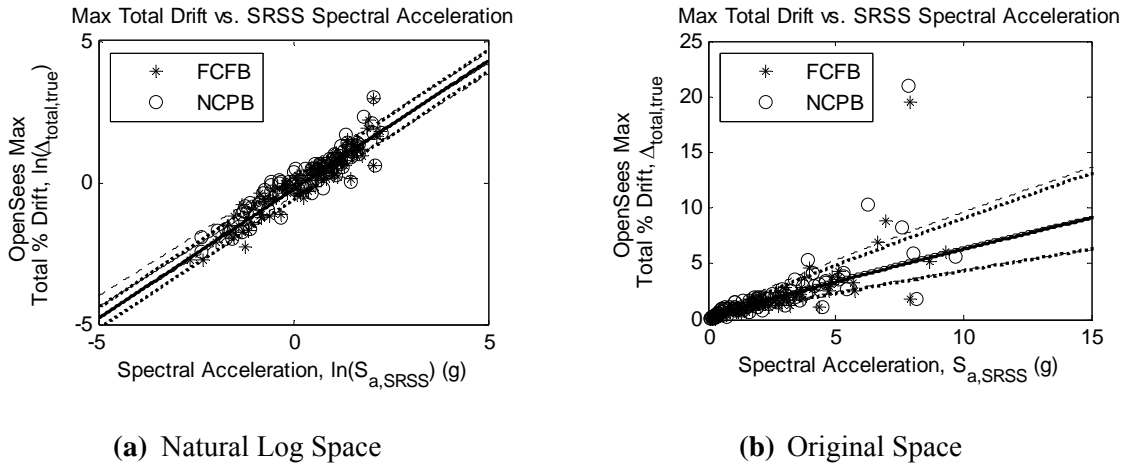 Max Total Drift vs. SRSS Spectral Acceleration
5
FCFB
NCPB
0
-5
-5
0
5
OpenSees Max
Total % Drift, ln(Δtotal,true)
Spectral Acceleration, ln(Sa,SRSS) (g)
(a) Natural Log Space
Max Total Drift vs. SRSS Spectral Acceleration
25
FCFB
NCPB
20
15
10
5
0
0
5
10
15
OpenSees Max
Total % Drift, Δtotal,true
Spectral Acceleration, Sa,SRSS (g)
(b) Original Space